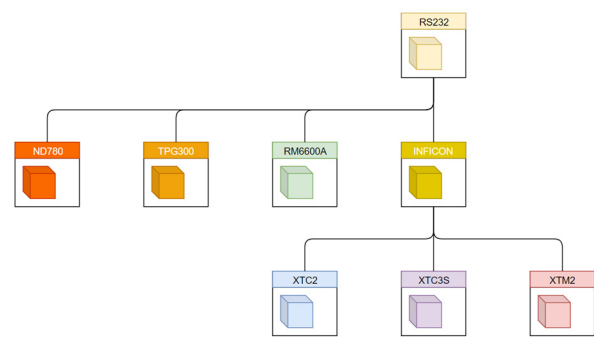 RS232
ND780
TPG300
RM6600A
INFICON
XTC2
XTC3S
XTM2